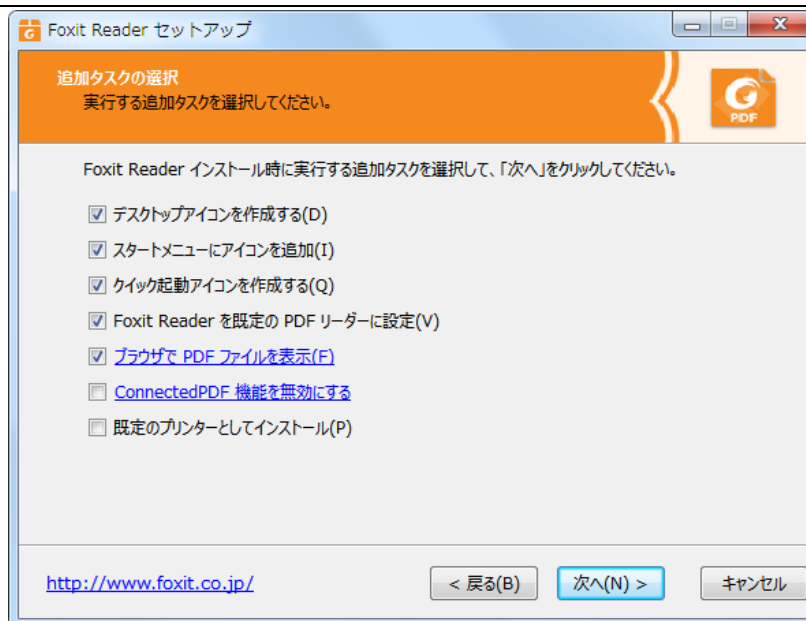 Foxit Reader セットアップ
追加タスクの選択
実行する追加タスクを選択してください。
PDF
Foxit Reader インストール時に実行する追加タスクを選択して、「次へ」をクリックしてください。
デスクトップアイコンを作成する(D)
スタートメニューにアイコンを追加(I)
クイック起動アイコンを作成する(Q)
Foxit Reader を既定の PDF リーダーに設定(V)
ブラウザで PDF ファイルを表示(F)
ConnectedPDF 機能を無効にする
既定のプリンターとしてインストール(P)
http://www.foxit.co.jp/
< 戻る(B)
次へ(N) >
キャンセル